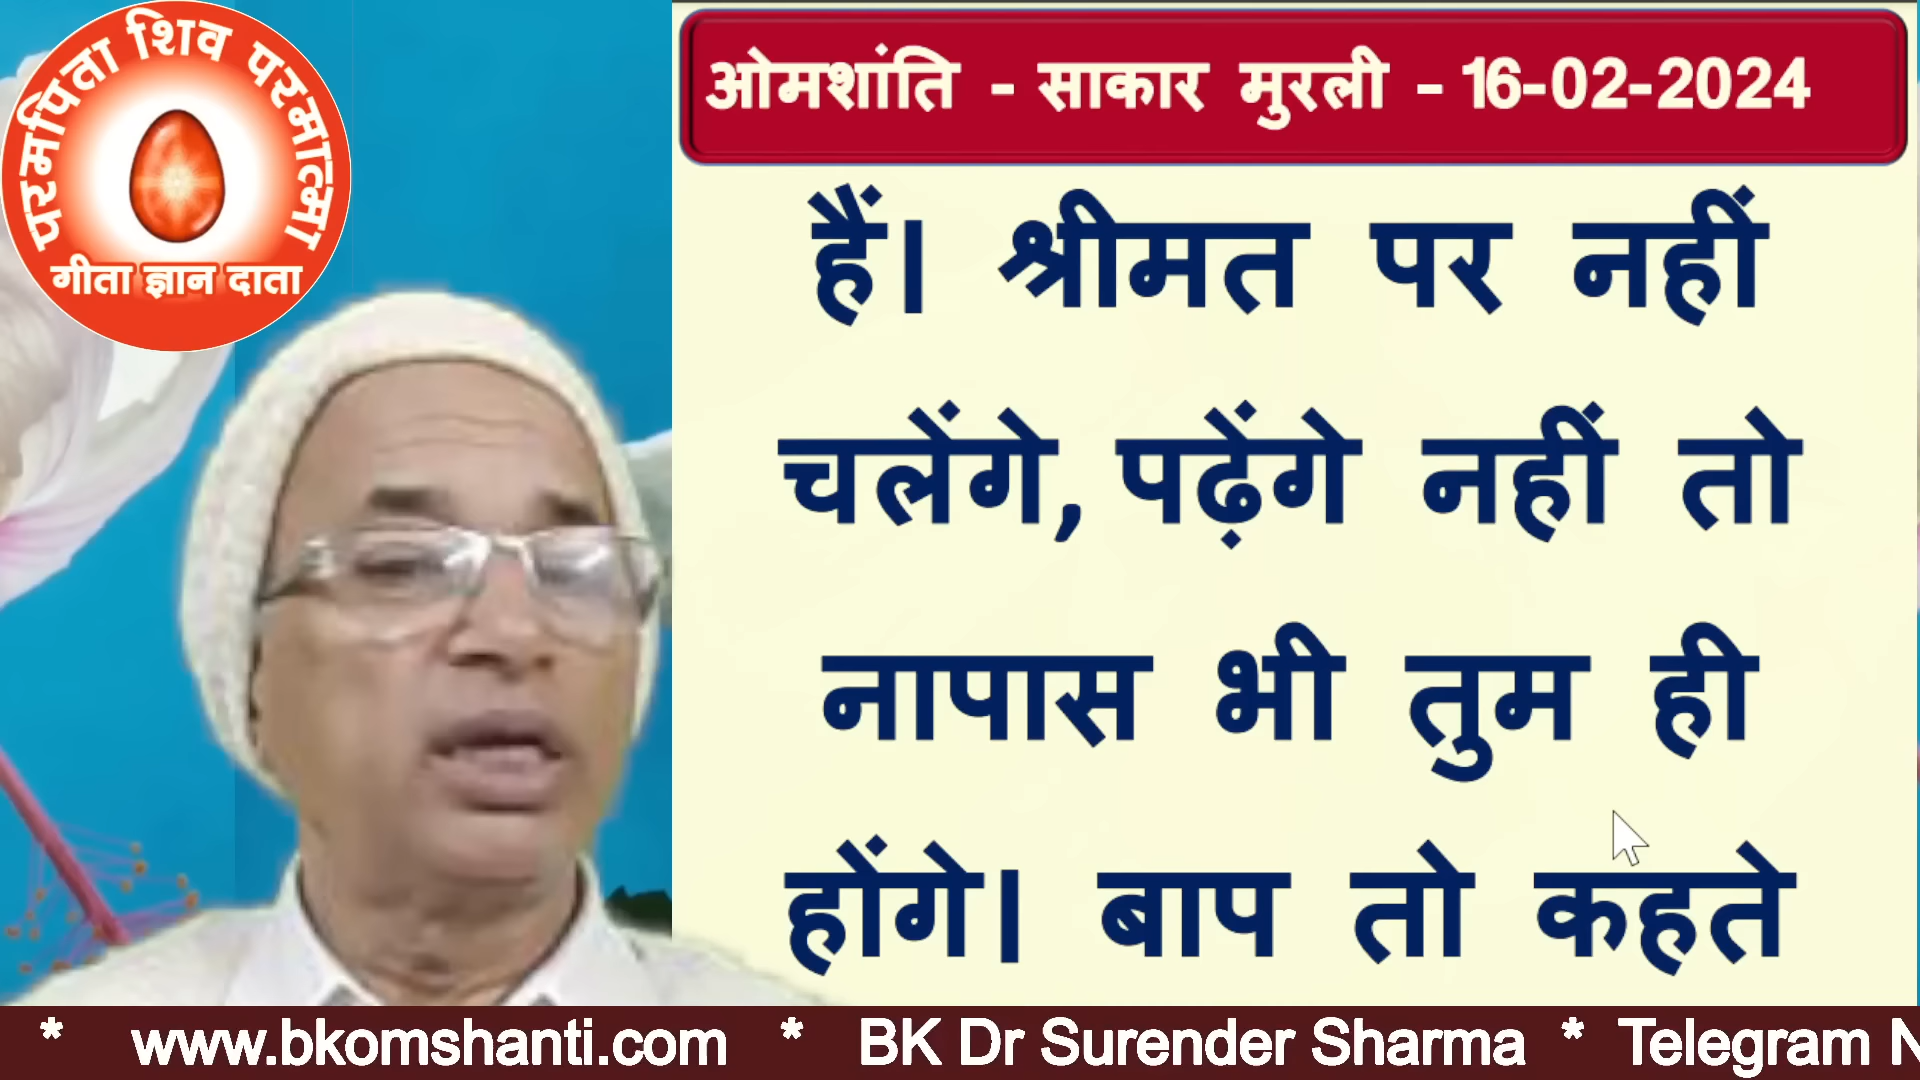 परमपिता शिव परमात्मा
गीता ज्ञान दाता
ओमशांति - साकार मुरली - 16-02-2024
हैं। श्रीमत पर नहीं
चलेंगे, पढ़ेंगे नहीं तो
नापास भी तुम ही
होंगे। बाप तो कहते
* www.bkomshanti.com * BK Dr Surender Sharma * Telegram N